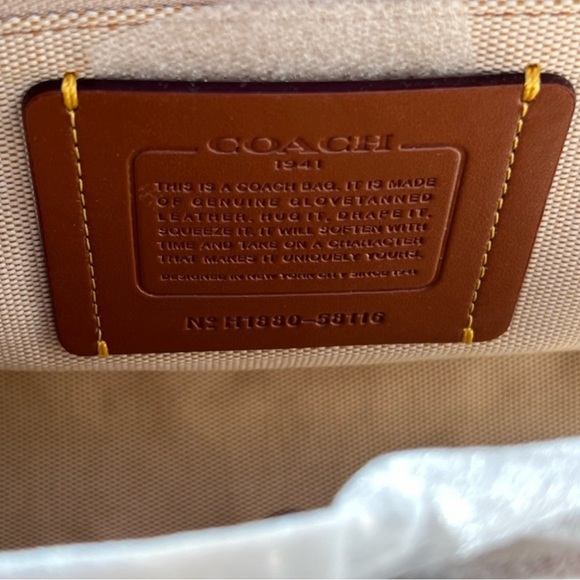 COACH
1941
THIS IS A COACH BAG. IT IS MADE
OF GENUINE GLOVETANNED
LEATHER. HUG IT, DRAPE IT,
SQUEEZE IT. IT WILL SOFTEN WITH
TIME AND TAKE ON A CHARACTER
THAT MAKES IT UNIQUELY YOURS.
DESIGNED IN NEW YORK CITY SINCE 1941
Nº H1880-58116